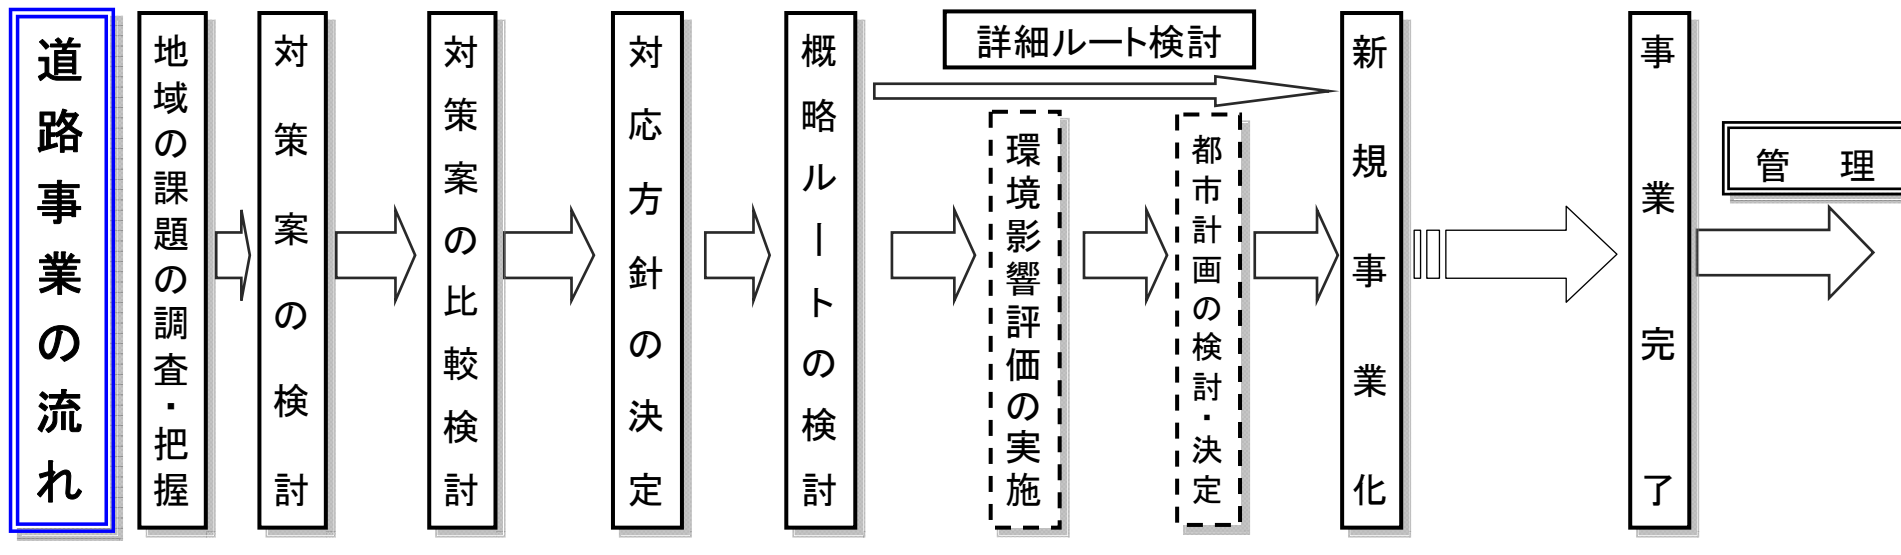 道路事業の流れ
地域の課題の調査・把握
対策案の検討
対策案の比較検討
対応方針の決定
概略ルートの検討
詳細ルート検討
環境影響評価の実施
都市計画の検討・決定
新規事業化
事業完了
管　理